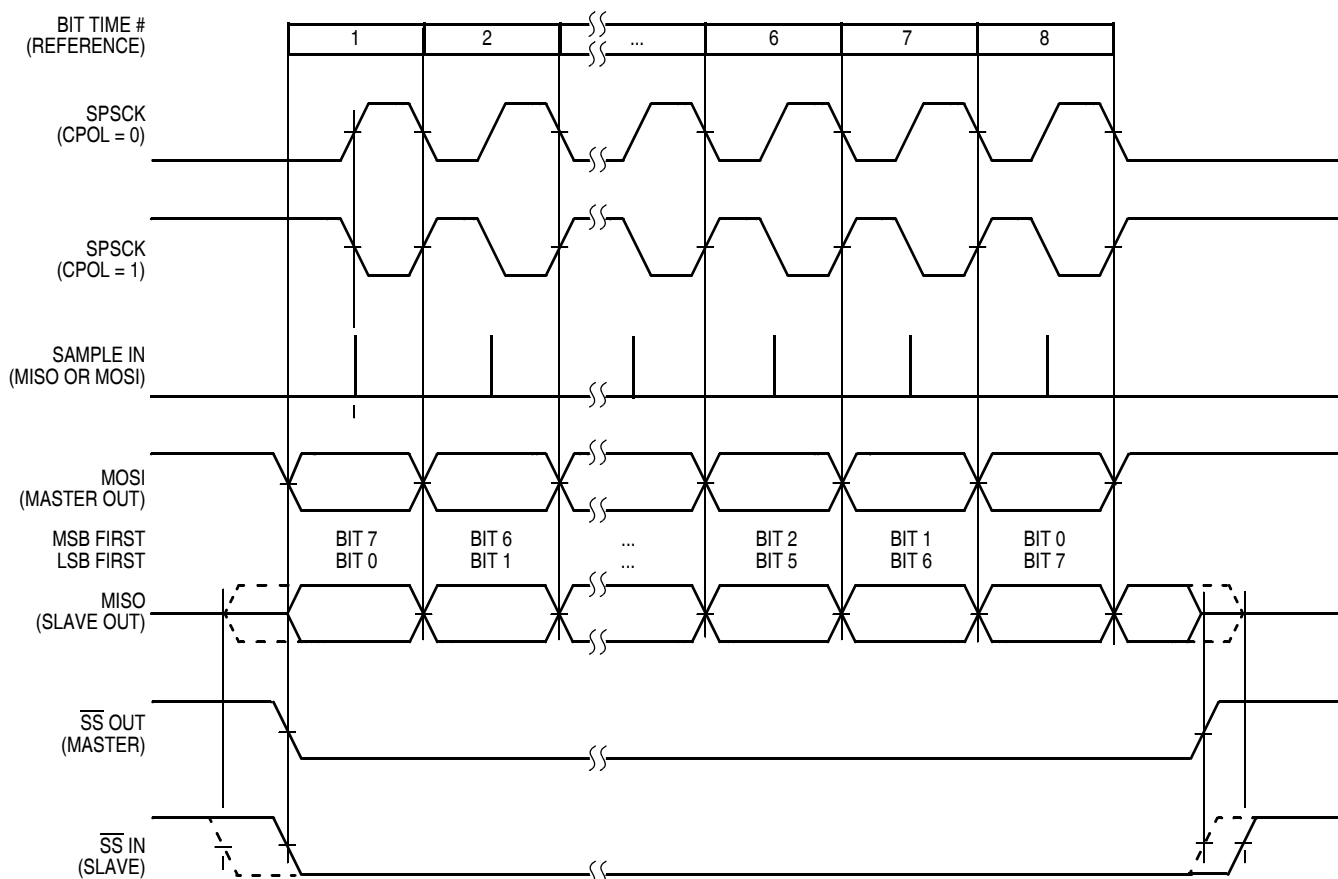 BIT TIME #
(REFERENCE)
1 2 ... 6 7 8
SPSCK
(CPOL = 0)
SPSCK
(CPOL = 1)
SAMPLE IN
(MISO OR MOSI)
MOSI
(MASTER OUT)
MSB FIRST BIT 7 BIT 6 ... BIT 2 BIT 1 BIT 0
LSB FIRST BIT 0 BIT 1 ... BIT 5 BIT 6 BIT 7
MISO
(SLAVE OUT)
S̅S̅ OUT
(MASTER)
S̅S̅ IN
(SLAVE)